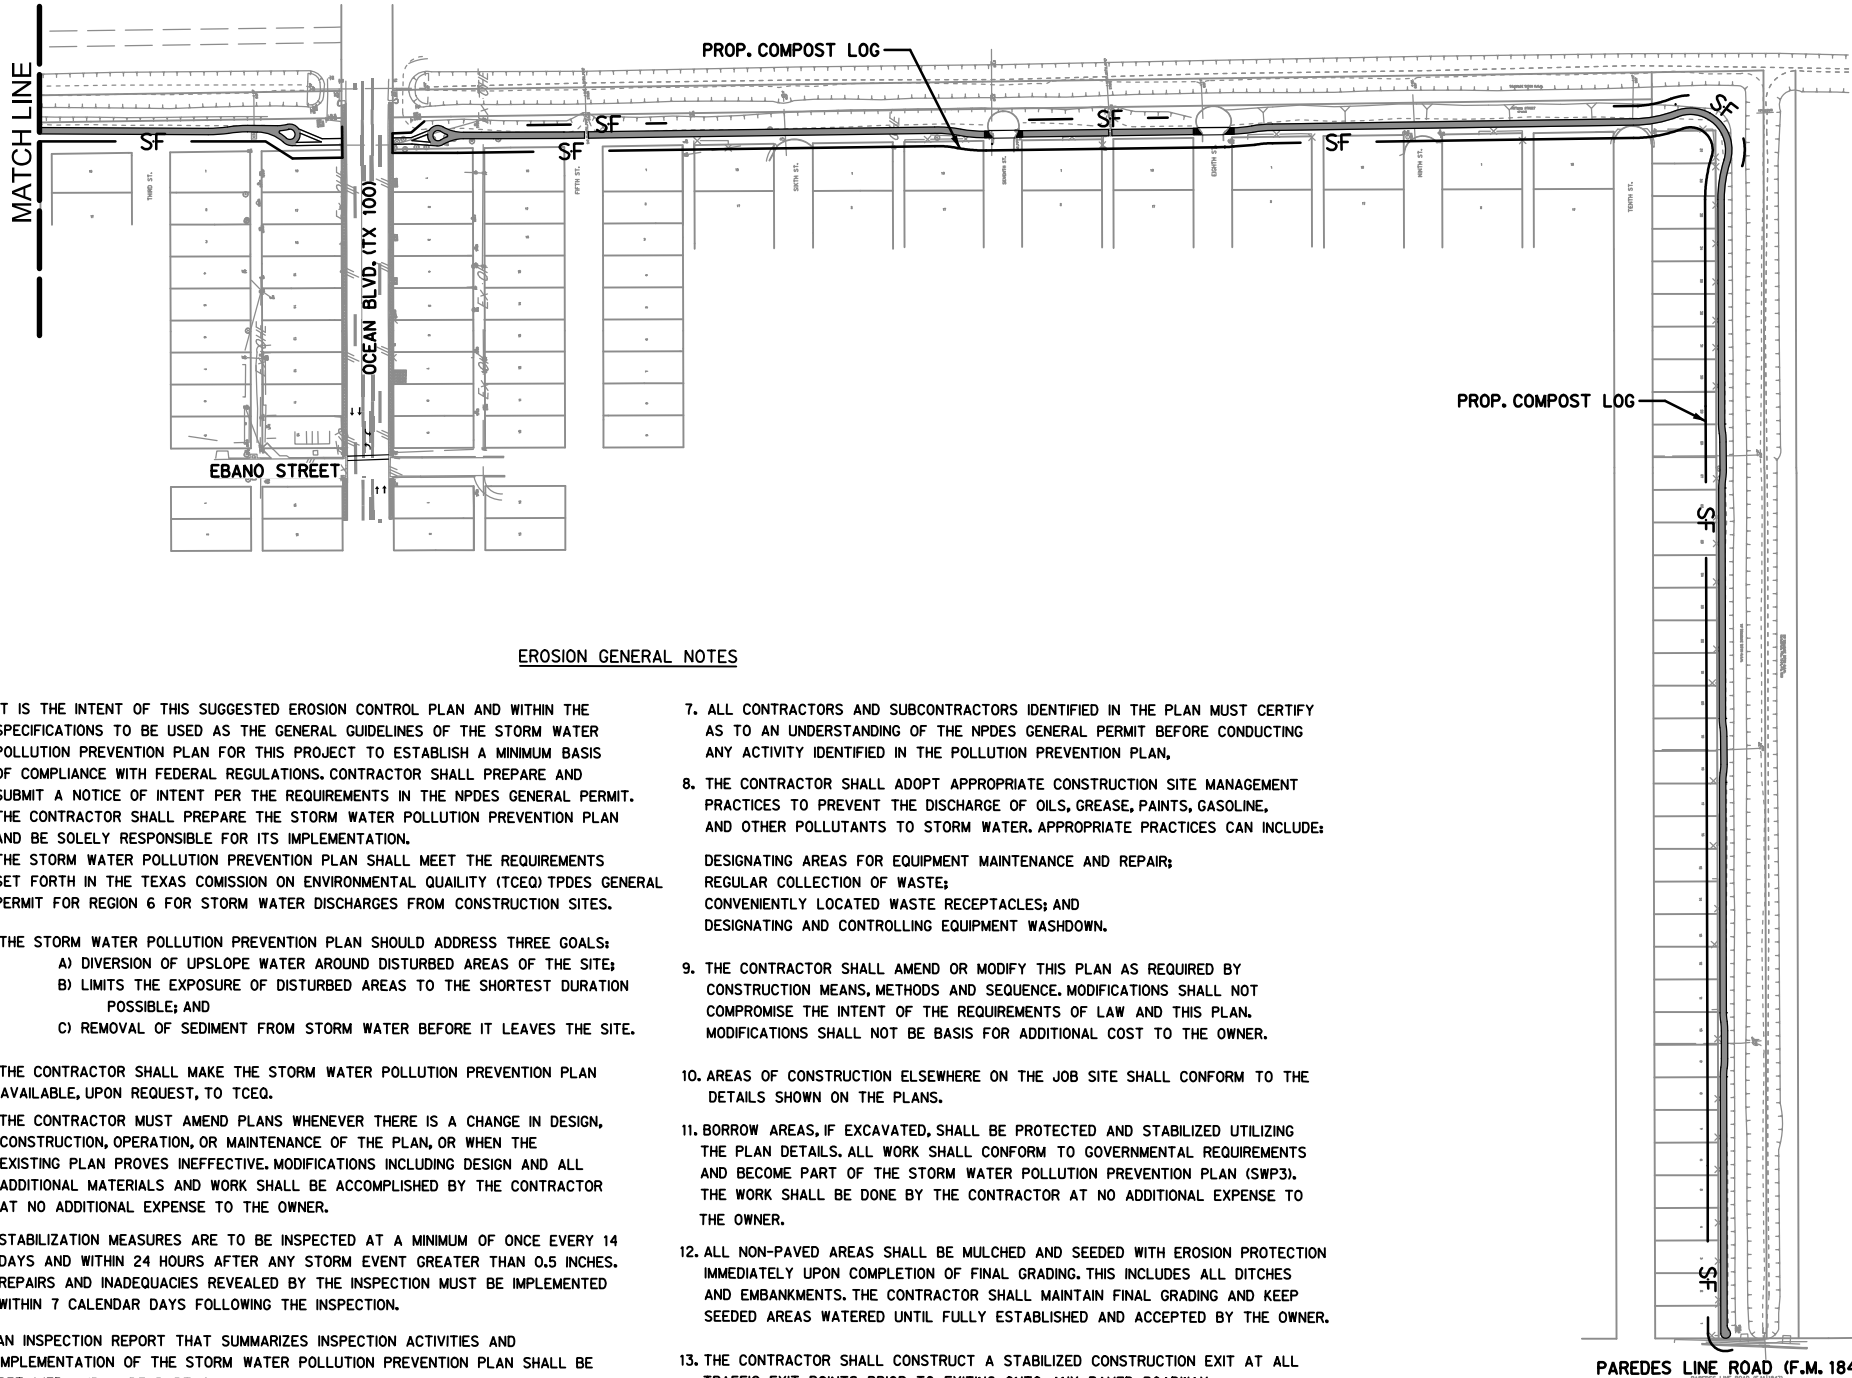 MATCH LINE
PROP. COMPOST LOG
SF
SF
SF
SF
SF
SF
THIRD ST.
FIFTH ST.
SIXTH ST.
SEVENTH ST.
EIGHTH ST.
NINTH ST.
TENTH ST.
OCEAN BLVD. (TX 100)
PROP. COMPOST LOG
EBANO STREET
SF
SF
PAREDES LINE ROAD (F.M. 184
EROSION GENERAL NOTES
T IS THE INTENT OF THIS SUGGESTED EROSION CONTROL PLAN AND WITHIN THE
SPECIFICATIONS TO BE USED AS THE GENERAL GUIDELINES OF THE STORM WATER
POLLUTION PREVENTION PLAN FOR THIS PROJECT TO ESTABLISH A MINIMUM BASIS
OF COMPLIANCE WITH FEDERAL REGULATIONS. CONTRACTOR SHALL PREPARE AND
SUBMIT A NOTICE OF INTENT PER THE REQUIREMENTS IN THE NPDES GENERAL PERMIT.
THE CONTRACTOR SHALL PREPARE THE STORM WATER POLLUTION PREVENTION PLAN
AND BE SOLELY RESPONSIBLE FOR ITS IMPLEMENTATION.
THE STORM WATER POLLUTION PREVENTION PLAN SHALL MEET THE REQUIREMENTS
SET FORTH IN THE TEXAS COMISSION ON ENVIRONMENTAL QUAILITY (TCEQ) TPDES GENERAL
PERMIT FOR REGION 6 FOR STORM WATER DISCHARGES FROM CONSTRUCTION SITES.
THE STORM WATER POLLUTION PREVENTION PLAN SHOULD ADDRESS THREE GOALS:
A) DIVERSION OF UPSLOPE WATER AROUND DISTURBED AREAS OF THE SITE;
B) LIMITS THE EXPOSURE OF DISTURBED AREAS TO THE SHORTEST DURATION
POSSIBLE; AND
C) REMOVAL OF SEDIMENT FROM STORM WATER BEFORE IT LEAVES THE SITE.
THE CONTRACTOR SHALL MAKE THE STORM WATER POLLUTION PREVENTION PLAN
AVAILABLE, UPON REQUEST, TO TCEQ.
THE CONTRACTOR MUST AMEND PLANS WHENEVER THERE IS A CHANGE IN DESIGN,
CONSTRUCTION, OPERATION, OR MAINTENANCE OF THE PLAN, OR WHEN THE
EXISTING PLAN PROVES INEFFECTIVE. MODIFICATIONS INCLUDING DESIGN AND ALL
ADDITIONAL MATERIALS AND WORK SHALL BE ACCOMPLISHED BY THE CONTRACTOR
AT NO ADDITIONAL EXPENSE TO THE OWNER.
STABILIZATION MEASURES ARE TO BE INSPECTED AT A MINIMUM OF ONCE EVERY 14
DAYS AND WITHIN 24 HOURS AFTER ANY STORM EVENT GREATER THAN 0.5 INCHES.
REPAIRS AND INADEQUACIES REVEALED BY THE INSPECTION MUST BE IMPLEMENTED
WITHIN 7 CALENDAR DAYS FOLLOWING THE INSPECTION.
AN INSPECTION REPORT THAT SUMMARIZES INSPECTION ACTIVITIES AND
IMPLEMENTATION OF THE STORM WATER POLLUTION PREVENTION PLAN SHALL BE
7. ALL CONTRACTORS AND SUBCONTRACTORS IDENTIFIED IN THE PLAN MUST CERTIFY
AS TO AN UNDERSTANDING OF THE NPDES GENERAL PERMIT BEFORE CONDUCTING
ANY ACTIVITY IDENTIFIED IN THE POLLUTION PREVENTION PLAN,
8. THE CONTRACTOR SHALL ADOPT APPROPRIATE CONSTRUCTION SITE MANAGEMENT
PRACTICES TO PREVENT THE DISCHARGE OF OILS, GREASE, PAINTS, GASOLINE,
AND OTHER POLLUTANTS TO STORM WATER. APPROPRIATE PRACTICES CAN INCLUDE:
DESIGNATING AREAS FOR EQUIPMENT MAINTENANCE AND REPAIR;
REGULAR COLLECTION OF WASTE;
CONVENIENTLY LOCATED WASTE RECEPTACLES; AND
DESIGNATING AND CONTROLLING EQUIPMENT WASHDOWN.
9. THE CONTRACTOR SHALL AMEND OR MODIFY THIS PLAN AS REQUIRED BY
CONSTRUCTION MEANS, METHODS AND SEQUENCE. MODIFICATIONS SHALL NOT
COMPROMISE THE INTENT OF THE REQUIREMENTS OF LAW AND THIS PLAN.
MODIFICATIONS SHALL NOT BE BASIS FOR ADDITIONAL COST TO THE OWNER.
10. AREAS OF CONSTRUCTION ELSEWHERE ON THE JOB SITE SHALL CONFORM TO THE
DETAILS SHOWN ON THE PLANS.
11. BORROW AREAS, IF EXCAVATED, SHALL BE PROTECTED AND STABILIZED UTILIZING
THE PLAN DETAILS. ALL WORK SHALL CONFORM TO GOVERNMENTAL REQUIREMENTS
AND BECOME PART OF THE STORM WATER POLLUTION PREVENTION PLAN (SWP3).
THE WORK SHALL BE DONE BY THE CONTRACTOR AT NO ADDITIONAL EXPENSE TO
THE OWNER.
12. ALL NON-PAVED AREAS SHALL BE MULCHED AND SEEDED WITH EROSION PROTECTION
IMMEDIATELY UPON COMPLETION OF FINAL GRADING. THIS INCLUDES ALL DITCHES
AND EMBANKMENTS. THE CONTRACTOR SHALL MAINTAIN FINAL GRADING AND KEEP
SEEDED AREAS WATERED UNTIL FULLY ESTABLISHED AND ACCEPTED BY THE OWNER.
13. THE CONTRACTOR SHALL CONSTRUCT A STABILIZED CONSTRUCTION EXIT AT ALL